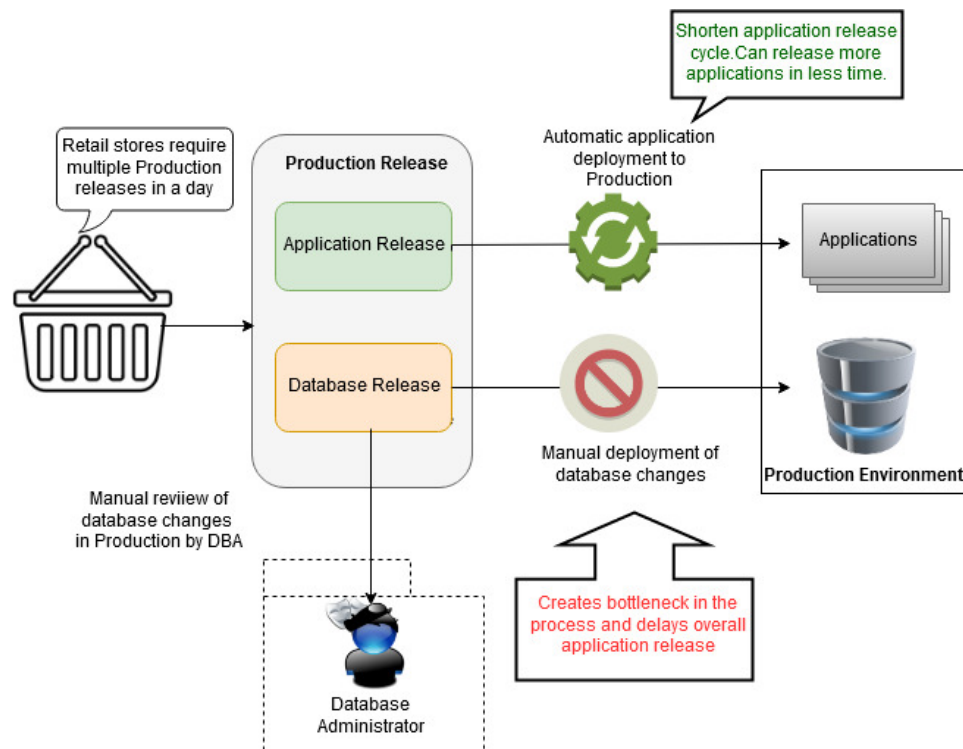 Shorten application release
cycle.Can release more
applications in less time.
Retail stores require
multiple Production
releases in a day
Production Release
Automatic application
deployment to
Production
Application Release
Applications
Database Release
Manual deployment of
database changes
Production Environment
Manual reviiew of
database changes
in Production by DBA
Creates bottleneck in the
process and delays overall
application release
Database
Administrator